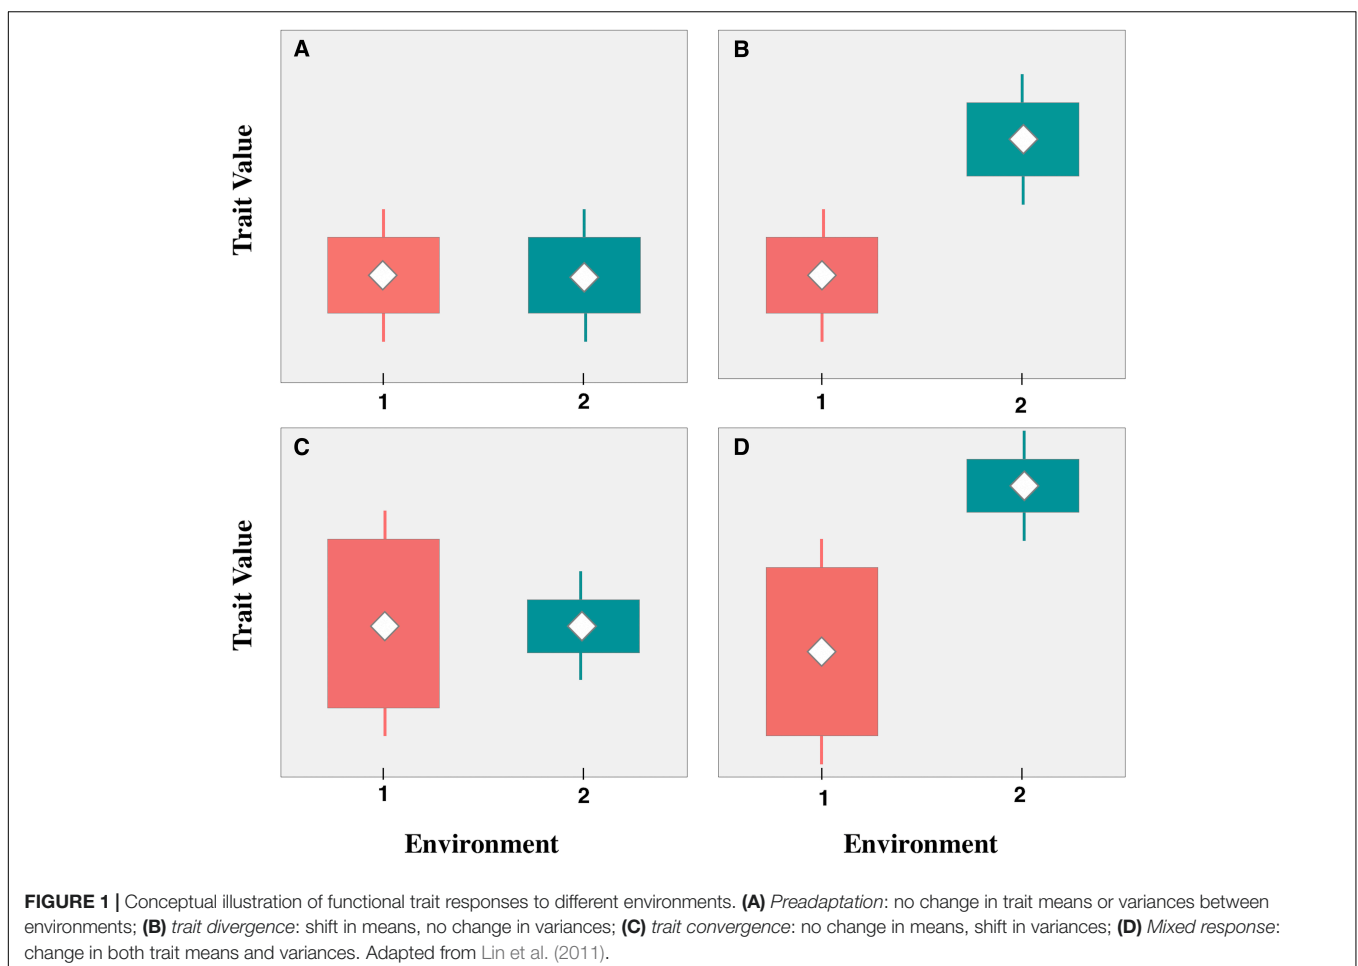 A
B
Trait Value
1
2
1
2
C
D
Trait Value
1
2
1
2
Environment
Environment
FIGURE 1 | Conceptual illustration of functional trait responses to different environments. (A) Preadaptation: no change in trait means or variances between
environments; (B) trait divergence: shift in means, no change in variances; (C) trait convergence: no change in means, shift in variances; (D) Mixed response:
change in both trait means and variances. Adapted from Lin et al. (2011).